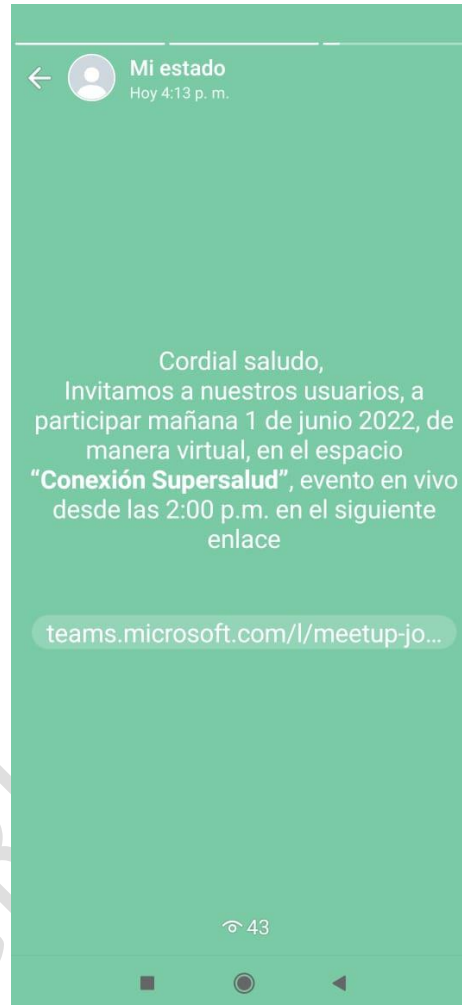 Mi estado
Hoy 4:13 p. m.
Cordial saludo,
Invitamos a nuestros usuarios, a
participar mañana 1 de junio 2022, de
manera virtual, en el espacio
“Conexión Supersalud”, evento en vivo
desde las 2:00 p.m. en el siguiente
enlace
teams.microsoft.com/l/meetup-jo...
43